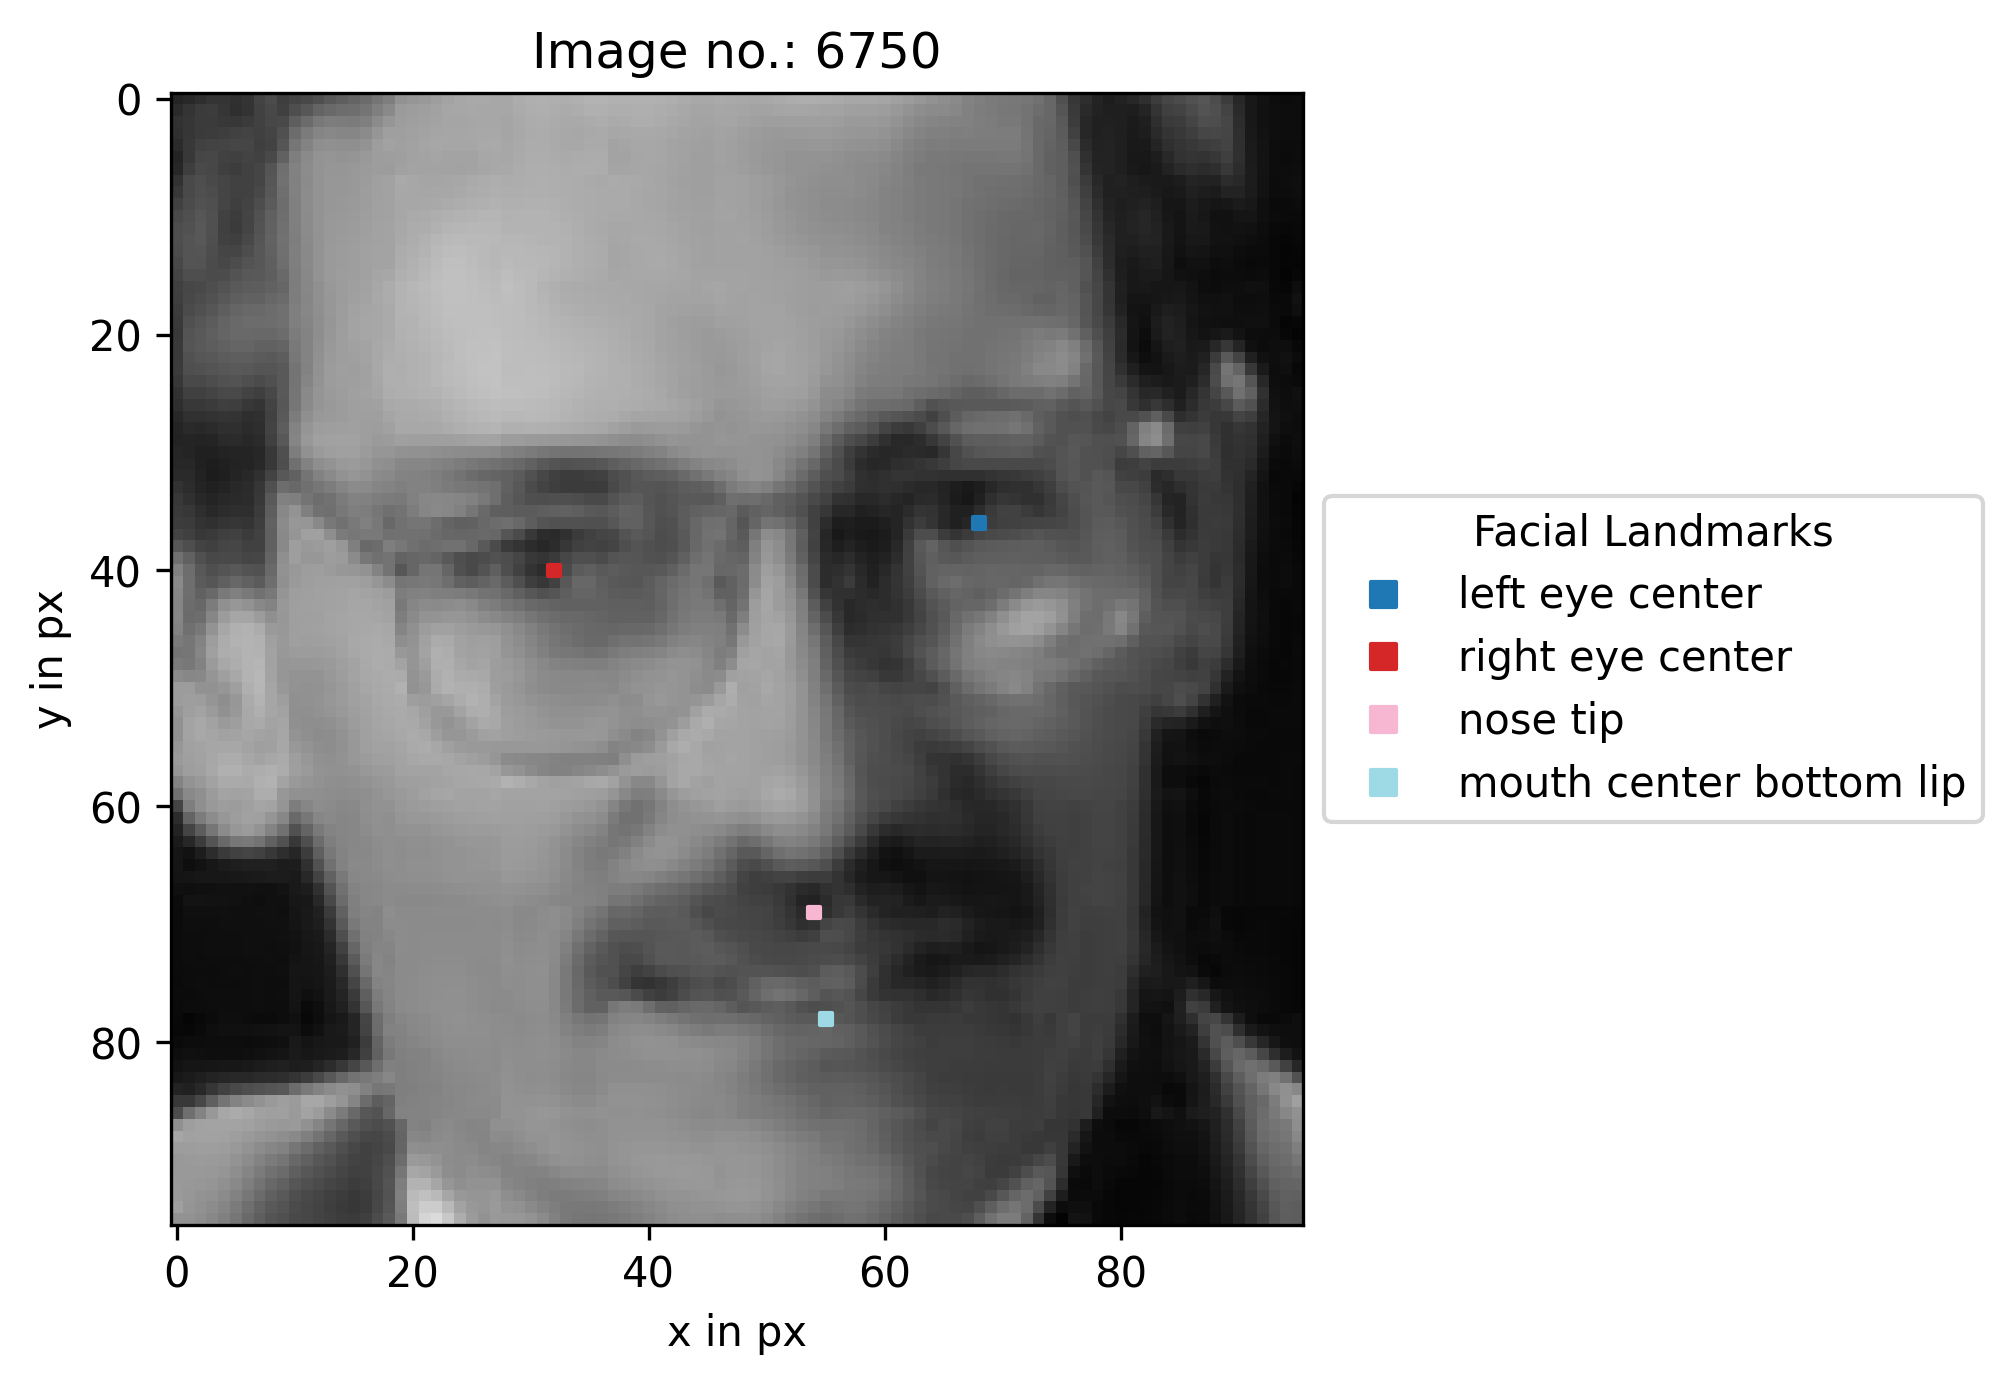 Image no.: 6750
0
20
40
60
80
y in px
0 20 40 60 80
x in px
Facial Landmarks
left eye center
right eye center
nose tip
mouth center bottom lip